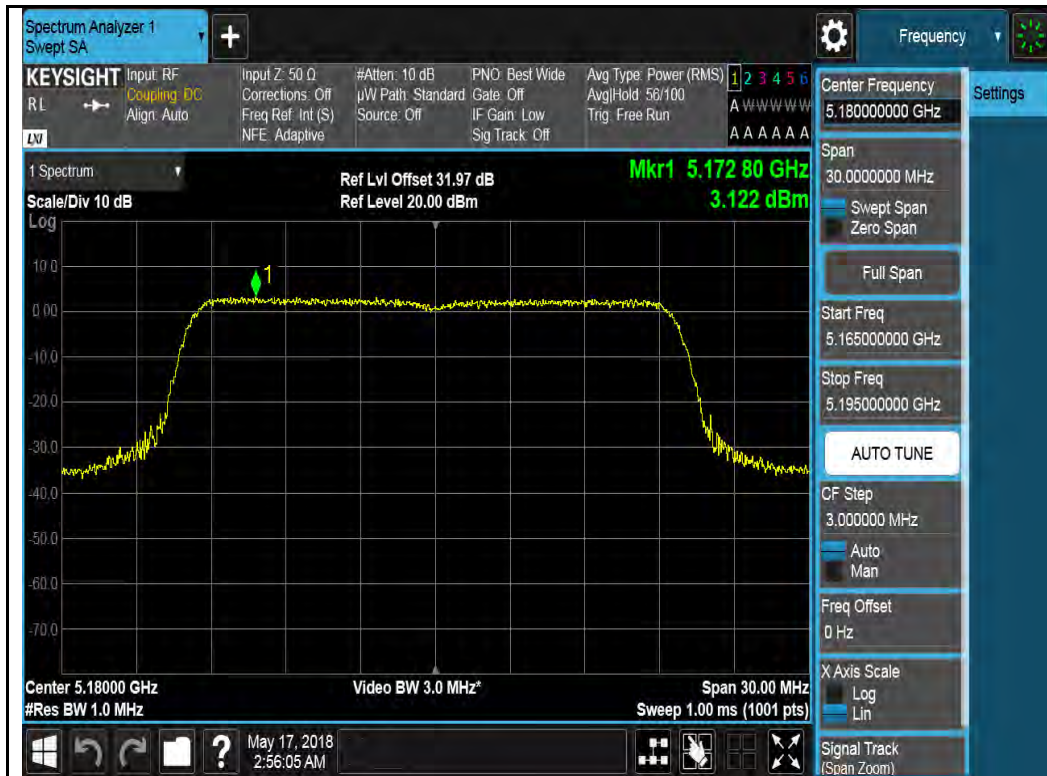 Spectrum Analyzer 1
Swept SA
+
Frequency
KEYSIGHT
RL
LXI
Input: RF
Coupling: DC
Align: Auto
Input Z: 50 Ω
Corrections: Off
Freq Ref: Int (S)
NFE: Adaptive
#Atten: 10 dB
µW Path: Standard
Source: Off
PNO: Best Wide
Gate: Off
IF Gain: Low
Sig Track: Off
Avg Type: Power (RMS)
Avg|Hold: 56/100
Trig: Free Run
1 2 3 4 5 6
A W W W W W
A A A A A A
1 Spectrum
Scale/Div 10 dB
Log
Ref Lvl Offset 31.97 dB
Ref Level 20.00 dBm
Mkr1 5.172 80 GHz
3.122 dBm
1
10.0
0.00
-10.0
-20.0
-30.0
-40.0
-50.0
-60.0
-70.0
Center 5.18000 GHz
#Res BW 1.0 MHz
Video BW 3.0 MHz*
Span 30.00 MHz
Sweep 1.00 ms (1001 pts)
Center Frequency
5.180000000 GHz
Span
30.0000000 MHz
Swept Span
Zero Span
Full Span
Start Freq
5.165000000 GHz
Stop Freq
5.195000000 GHz
AUTO TUNE
CF Step
3.000000 MHz
Auto
Man
Freq Offset
0 Hz
X Axis Scale
Log
Lin
Signal Track
(Span Zoom)
Settings
?
May 17, 2018
2:56:05 AM